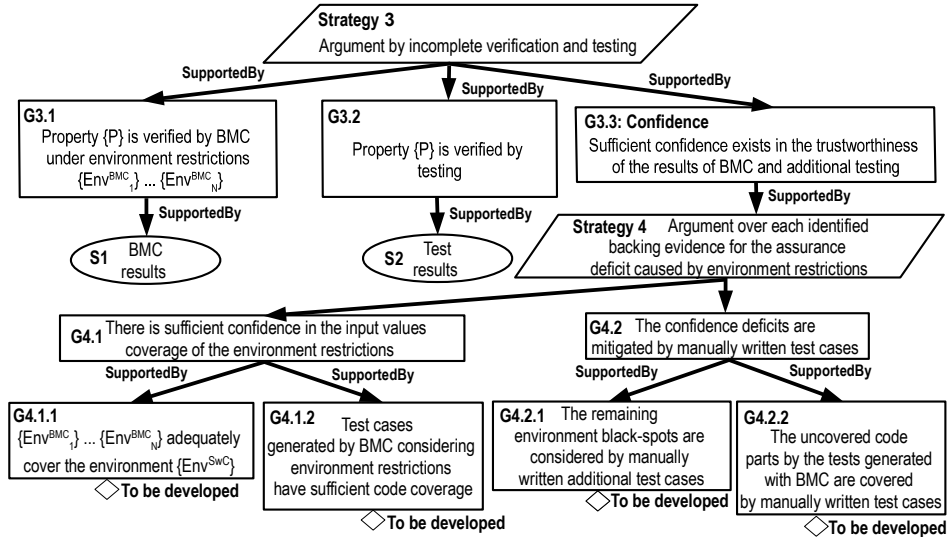 Strategy 3
Argument by incomplete verification and testing
SupportedBy
SupportedBy
SupportedBy
G3.1
Property {P} is verified by BMC
under environment restrictions
{Env^BMC_1} ... {Env^BMC_N}
G3.2
Property {P} is verified by
testing
G3.3: Confidence
Sufficient confidence exists in the trustworthiness
of the results of BMC and additional testing
SupportedBy
SupportedBy
SupportedBy
S1 BMC
results
S2 Test
results
Strategy 4 Argument over each identified
backing evidence for the assurance
deficit caused by environment restrictions
G4.1
There is sufficient confidence in the input values
coverage of the environment restrictions
G4.2 The confidence deficits are
mitigated by manually written test cases
SupportedBy
SupportedBy
SupportedBy
SupportedBy
G4.1.1
{Env^BMC_1} ... {Env^BMC_N} adequately
cover the environment {Env^SwC}
To be developed
G4.1.2 Test cases
generated by BMC considering
environment restrictions
have sufficient code coverage
To be developed
G4.2.1 The remaining
environment black-spots are
considered by manually
written additional test cases
To be developed
G4.2.2
The uncovered code
parts by the tests generated
with BMC are covered
by manually written test cases
To be developed